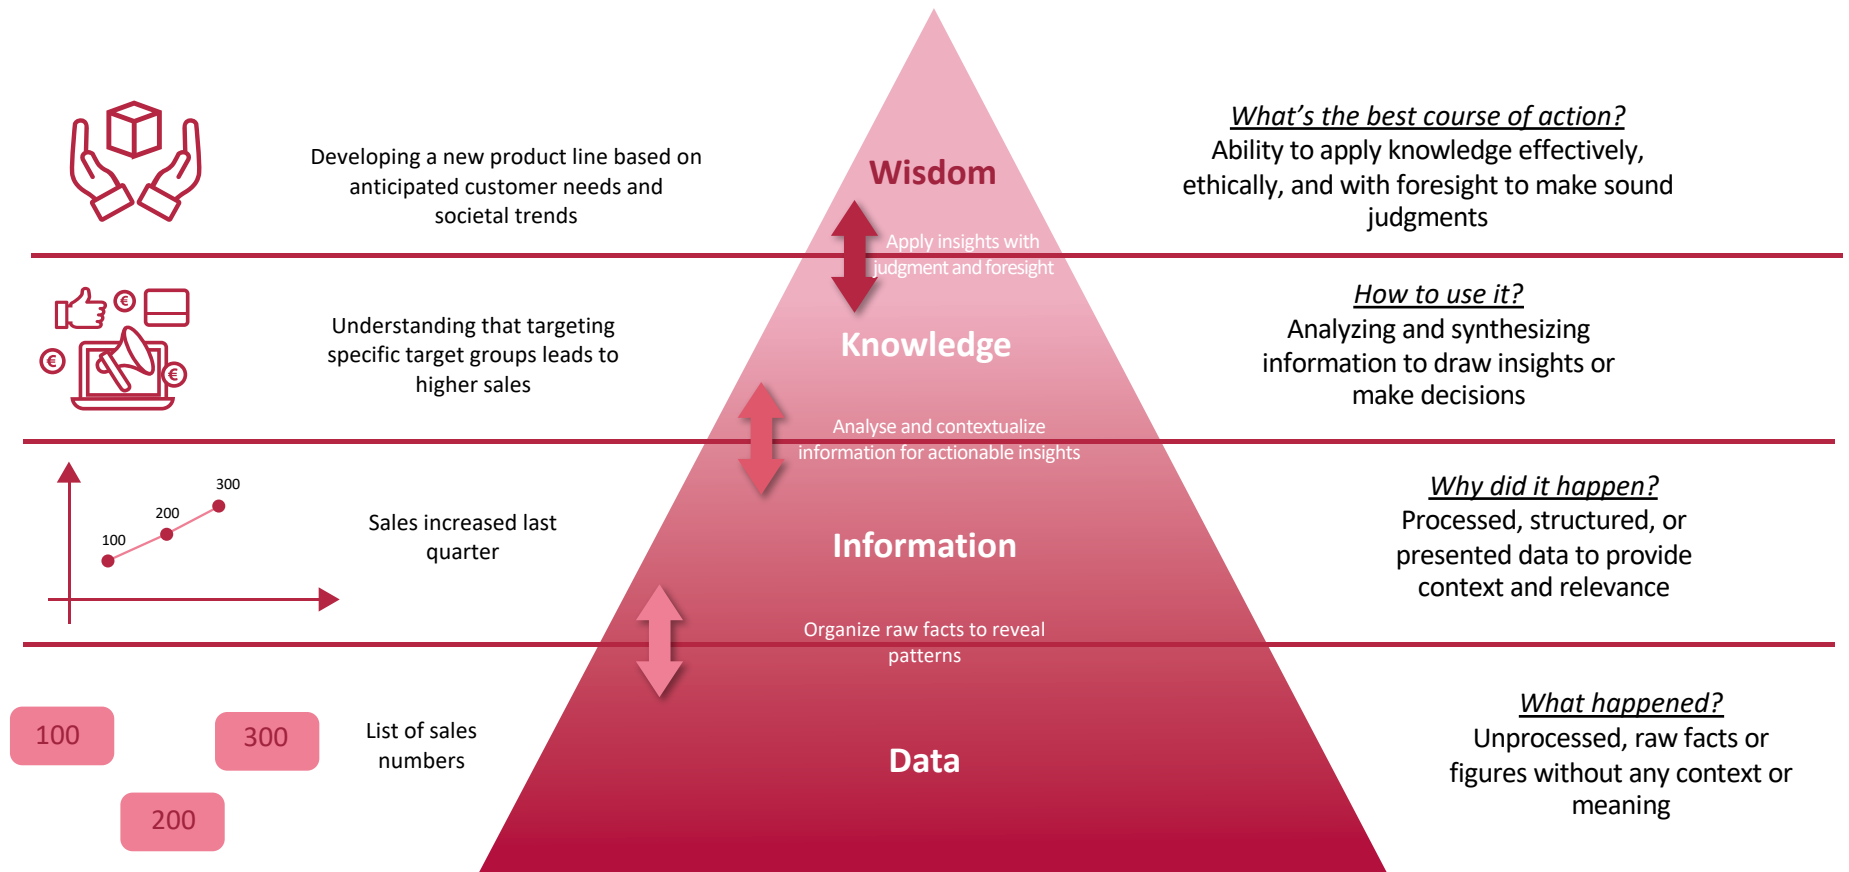 Developing a new product line based on
anticipated customer needs and
societal trends
Wisdom
What's the best course of action?
Ability to apply knowledge effectively,
ethically, and with foresight to make sound
judgments
Apply insights with
judgment and foresight
€
€
€
Understanding that targeting
specific target groups leads to
higher sales
Knowledge
How to use it?
Analyzing and synthesizing
information to draw insights or
make decisions
Analyse and contextualize
information for actionable insights
100
200
300
Sales increased last
quarter
Information
Why did it happen?
Processed, structured, or
presented data to provide
context and relevance
Organize raw facts to reveal
patterns
100
300
200
List of sales
numbers
Data
What happened?
Unprocessed, raw facts or
figures without any context or
meaning